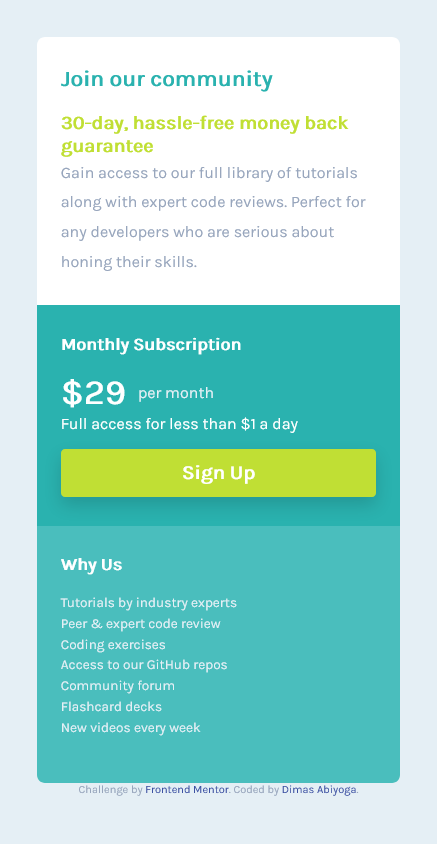 Join our community
30-day, hassle-free money back
guarantee
Gain access to our full library of tutorials
along with expert code reviews. Perfect for
any developers who are serious about
honing their skills.
Monthly Subscription
$29 per month
Full access for less than $1 a day
Sign Up
Why Us
Tutorials by industry experts
Peer & expert code review
Coding exercises
Access to our GitHub repos
Community forum
Flashcard decks
New videos every week
Challenge by Frontend Mentor. Coded by Dimas Abiyoga.